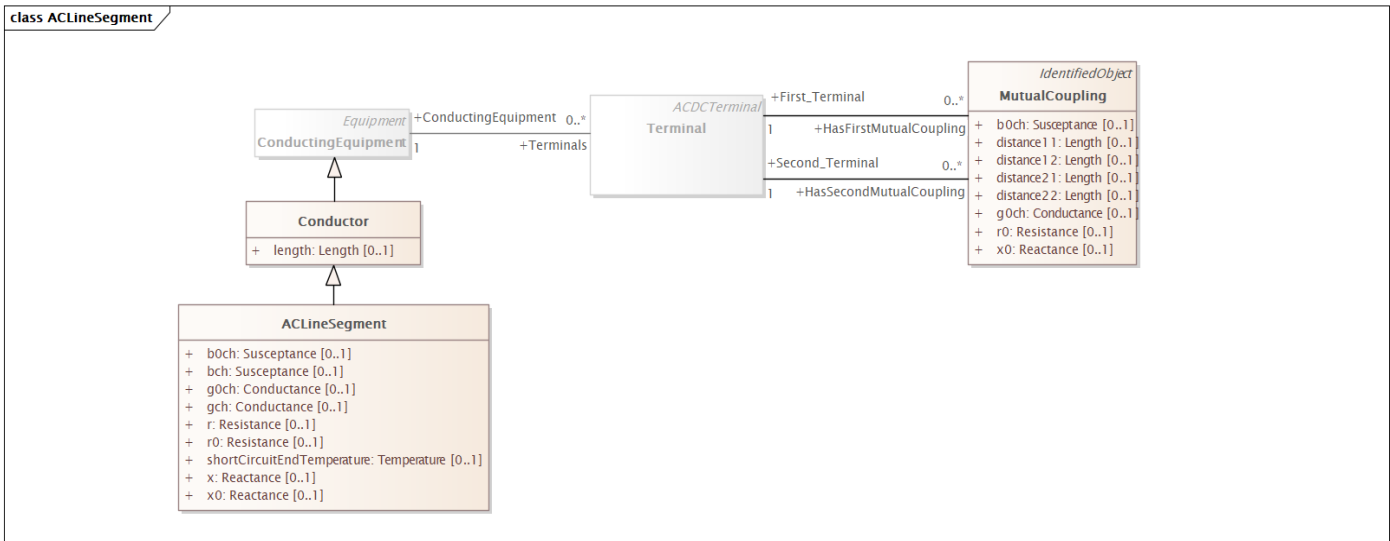 class ACLineSegment
IdentifiedObject
MutualCoupling
+ b0ch: Susceptance [0..1]
+ distance11: Length [0..1]
+ distance12: Length [0..1]
+ distance21: Length [0..1]
+ distance22: Length [0..1]
+ g0ch: Conductance [0..1]
+ r0: Resistance [0..1]
+ x0: Reactance [0..1]
ACDCTerminal
Terminal
+First_Terminal 0..*
1 +HasFirstMutualCoupling
+Second_Terminal 0..*
1 +HasSecondMutualCoupling
Equipment
ConductingEquipment
+ConductingEquipment 0..*
1 +Terminals
Conductor
+ length: Length [0..1]
ACLineSegment
+ b0ch: Susceptance [0..1]
+ bch: Susceptance [0..1]
+ g0ch: Conductance [0..1]
+ gch: Conductance [0..1]
+ r: Resistance [0..1]
+ r0: Resistance [0..1]
+ shortCircuitEndTemperature: Temperature [0..1]
+ x: Reactance [0..1]
+ x0: Reactance [0..1]